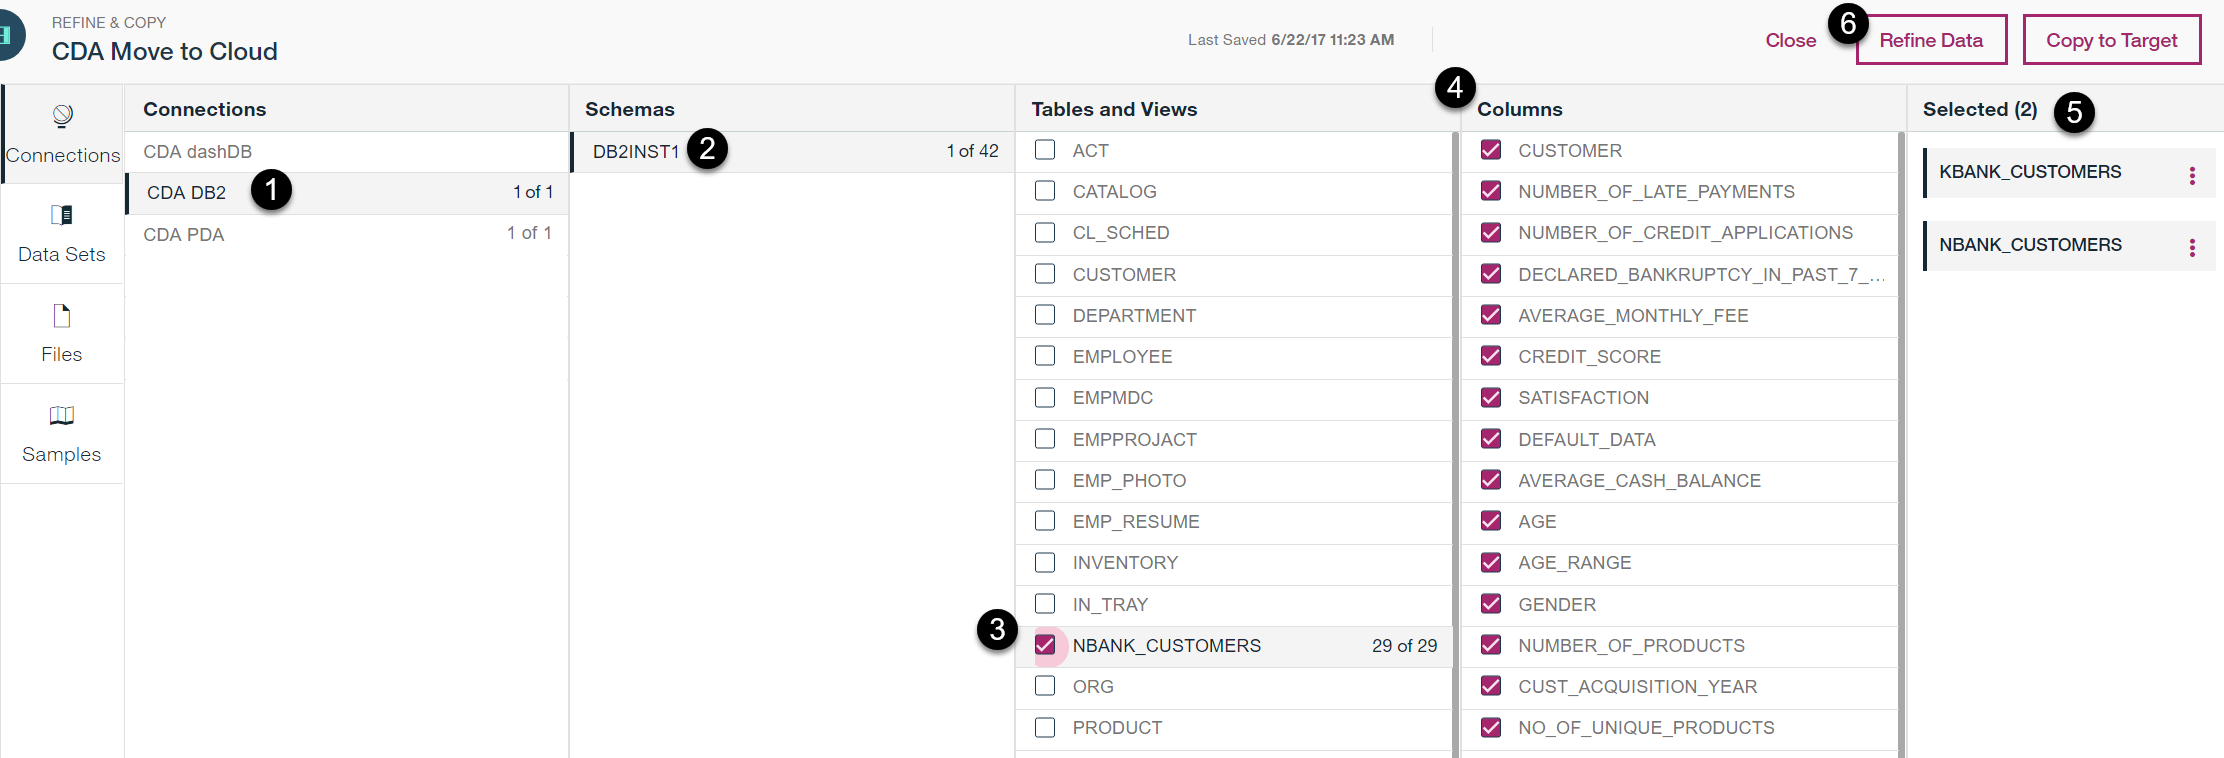 REFINE & COPY
CDA Move to Cloud
Last Saved 6/22/17 11:23 AM
Close
6
Refine Data
Copy to Target
Connections
Data Sets
Files
Samples
Connections
CDA dashDB
CDA DB2
1
1 of 1
CDA PDA
1 of 1
Schemas
DB2INST1
2
1 of 42
Tables and Views
ACT
CATALOG
CL_SCHED
CUSTOMER
DEPARTMENT
EMPLOYEE
EMPMDC
EMPPROJACT
EMP_PHOTO
EMP_RESUME
INVENTORY
IN_TRAY
3
NBANK_CUSTOMERS
29 of 29
ORG
PRODUCT
4
Columns
CUSTOMER
NUMBER_OF_LATE_PAYMENTS
NUMBER_OF_CREDIT_APPLICATIONS
DECLARED_BANKRUPTCY_IN_PAST_7_...
AVERAGE_MONTHLY_FEE
CREDIT_SCORE
SATISFACTION
DEFAULT_DATA
AVERAGE_CASH_BALANCE
AGE
AGE_RANGE
GENDER
NUMBER_OF_PRODUCTS
CUST_ACQUISITION_YEAR
NO_OF_UNIQUE_PRODUCTS
Selected (2)
5
KBANK_CUSTOMERS
NBANK_CUSTOMERS